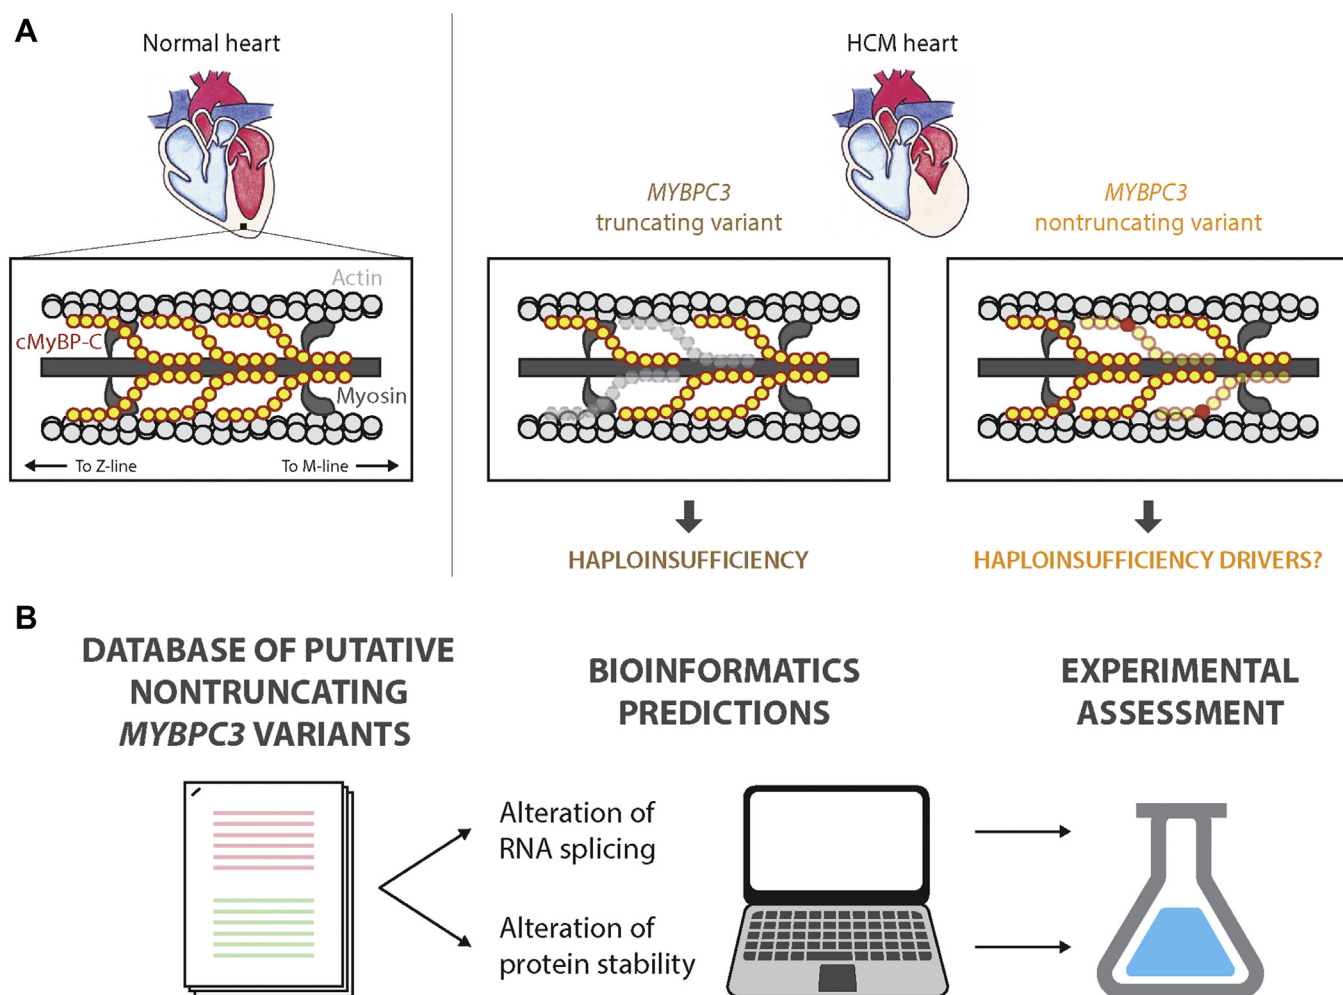 A
Normal heart
HCM heart
MYBPC3
truncating variant
MYBPC3
nontruncating variant
Actin
cMyBP-C
Myosin
To Z-line
To M-line
HAPLOINSUFFICIENCY
HAPLOINSUFFICIENCY DRIVERS?
B
DATABASE OF PUTATIVE
NONTRUNCATING
MYBPC3 VARIANTS
BIOINFORMATICS
PREDICTIONS
EXPERIMENTAL
ASSESSMENT
Alteration of
RNA splicing
Alteration of
protein stability